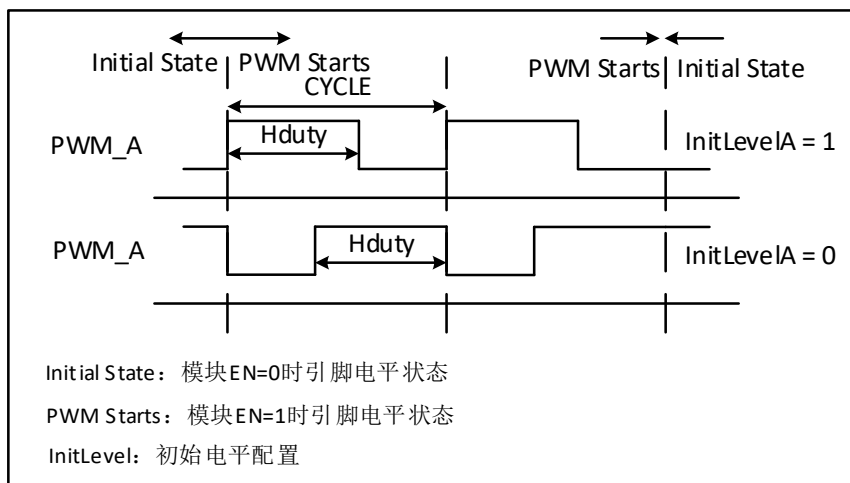 Initial State PWM Starts PWM Starts Initial State
CYCLE
PWM_A Hduty InitLevelA = 1
PWM_A Hduty InitLevelA = 0
Initial State：模块EN=0时引脚电平状态
PWM Starts：模块EN=1时引脚电平状态
InitLevel：初始电平配置